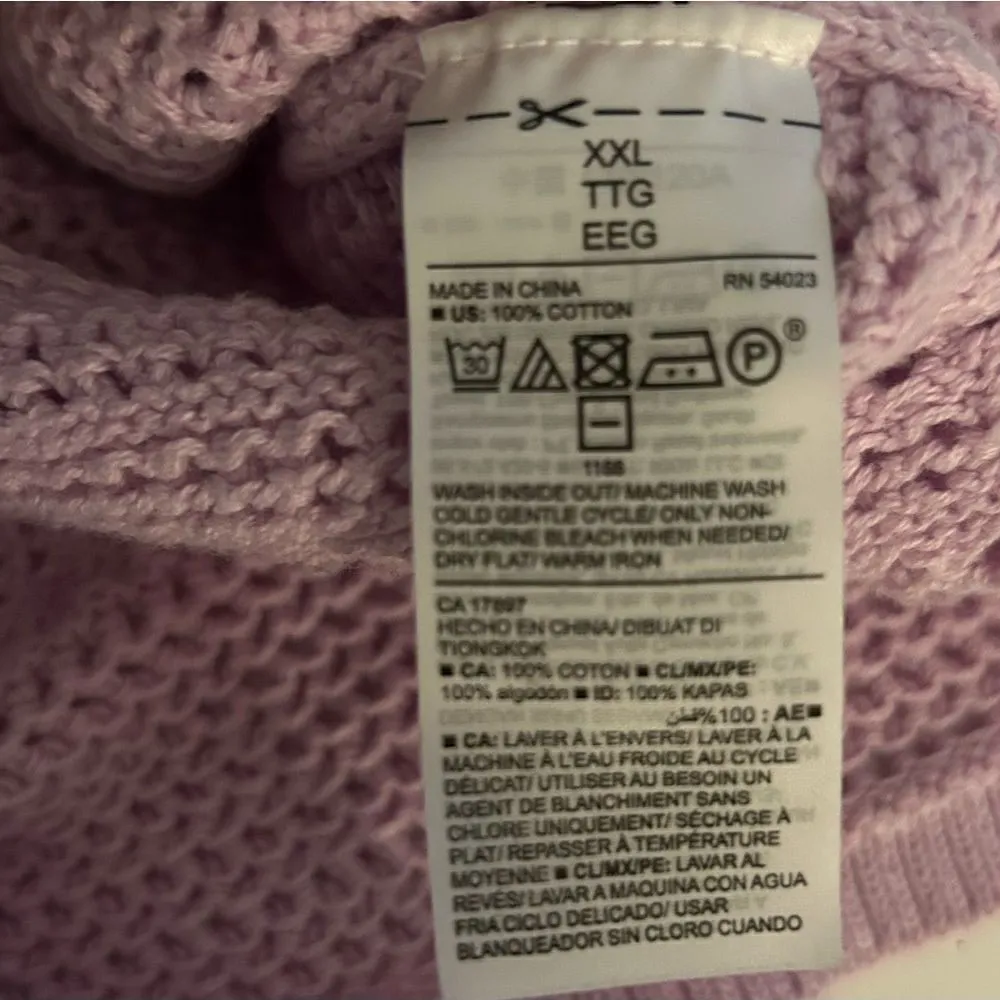 XXL
TTG
EEG
MADE IN CHINA RN 54023
■ US: 100% COTTON
30 P ®
1166
WASH INSIDE OUT/ MACHINE WASH
COLD GENTLE CYCLE/ ONLY NON-
CHLORINE BLEACH WHEN NEEDED/
DRY FLAT/ WARM IRON
CA 17897
HECHO EN CHINA/ DIBUAT DI
TIONGKOK
■ CA: 100% COTON ■ CL/MX/PE:
100% algodón ■ ID: 100% KAPAS
■AE : 100% قطن
■ CA: LAVER À L'ENVERS/ LAVER À LA
MACHINE À L'EAU FROIDE AU CYCLE
DÉLICAT/ UTILISER AU BESOIN UN
AGENT DE BLANCHIMENT SANS
CHLORE UNIQUEMENT/ SÉCHAGE À
PLAT/ REPASSER À TEMPÉRATURE
MOYENNE ■ CL/MX/PE: LAVAR AL
REVÉS/ LAVAR A MAQUINA CON AGUA
FRIA CICLO DELICADO/ USAR
BLANQUEADOR SIN CLORO CUANDO